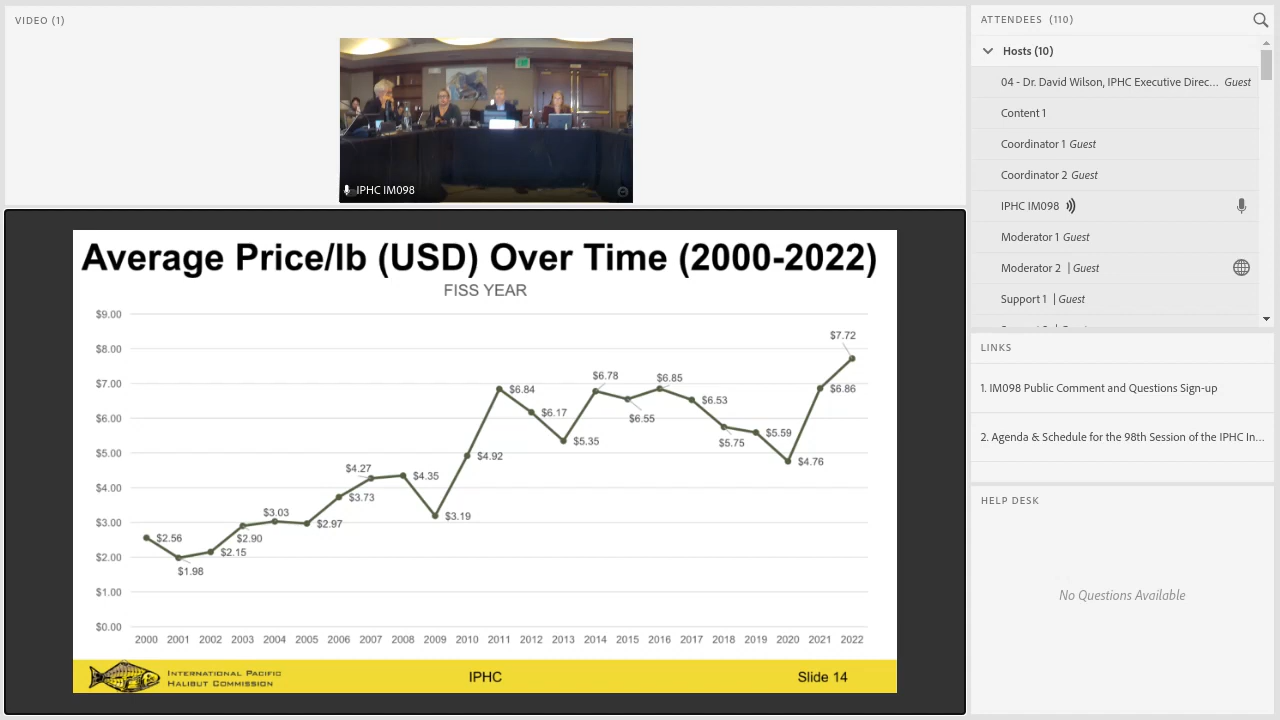 VIDEO (1)
IPHC IM098
Average Price/lb (USD) Over Time (2000-2022)
FISS YEAR
$9.00
$8.00
$7.00
$6.00
$5.00
$4.00
$3.00
$2.00
$1.00
$0.00
$2.56
$1.98
$2.15
$2.90
$3.03
$2.97
$3.73
$4.27
$4.35
$3.19
$4.92
$6.84
$6.17
$5.35
$6.78
$6.55
$6.85
$6.53
$5.75
$5.59
$4.76
$6.86
$7.72
2000 2001 2002 2003 2004 2005 2006 2007 2008 2009 2010 2011 2012 2013 2014 2015 2016 2017 2018 2019 2020 2021 2022
INTERNATIONAL PACIFIC
HALIBUT COMMISSION
IPHC
Slide 14
ATTENDEES (110)
Hosts (10)
04 - Dr. David Wilson, IPHC Executive Direc... Guest
Content 1
Coordinator 1 Guest
Coordinator 2 Guest
IPHC IM098
Moderator 1 Guest
Moderator 2 | Guest
Support 1 | Guest
LINKS
1. IM098 Public Comment and Questions Sign-up
2. Agenda & Schedule for the 98th Session of the IPHC In...
HELP DESK
No Questions Available